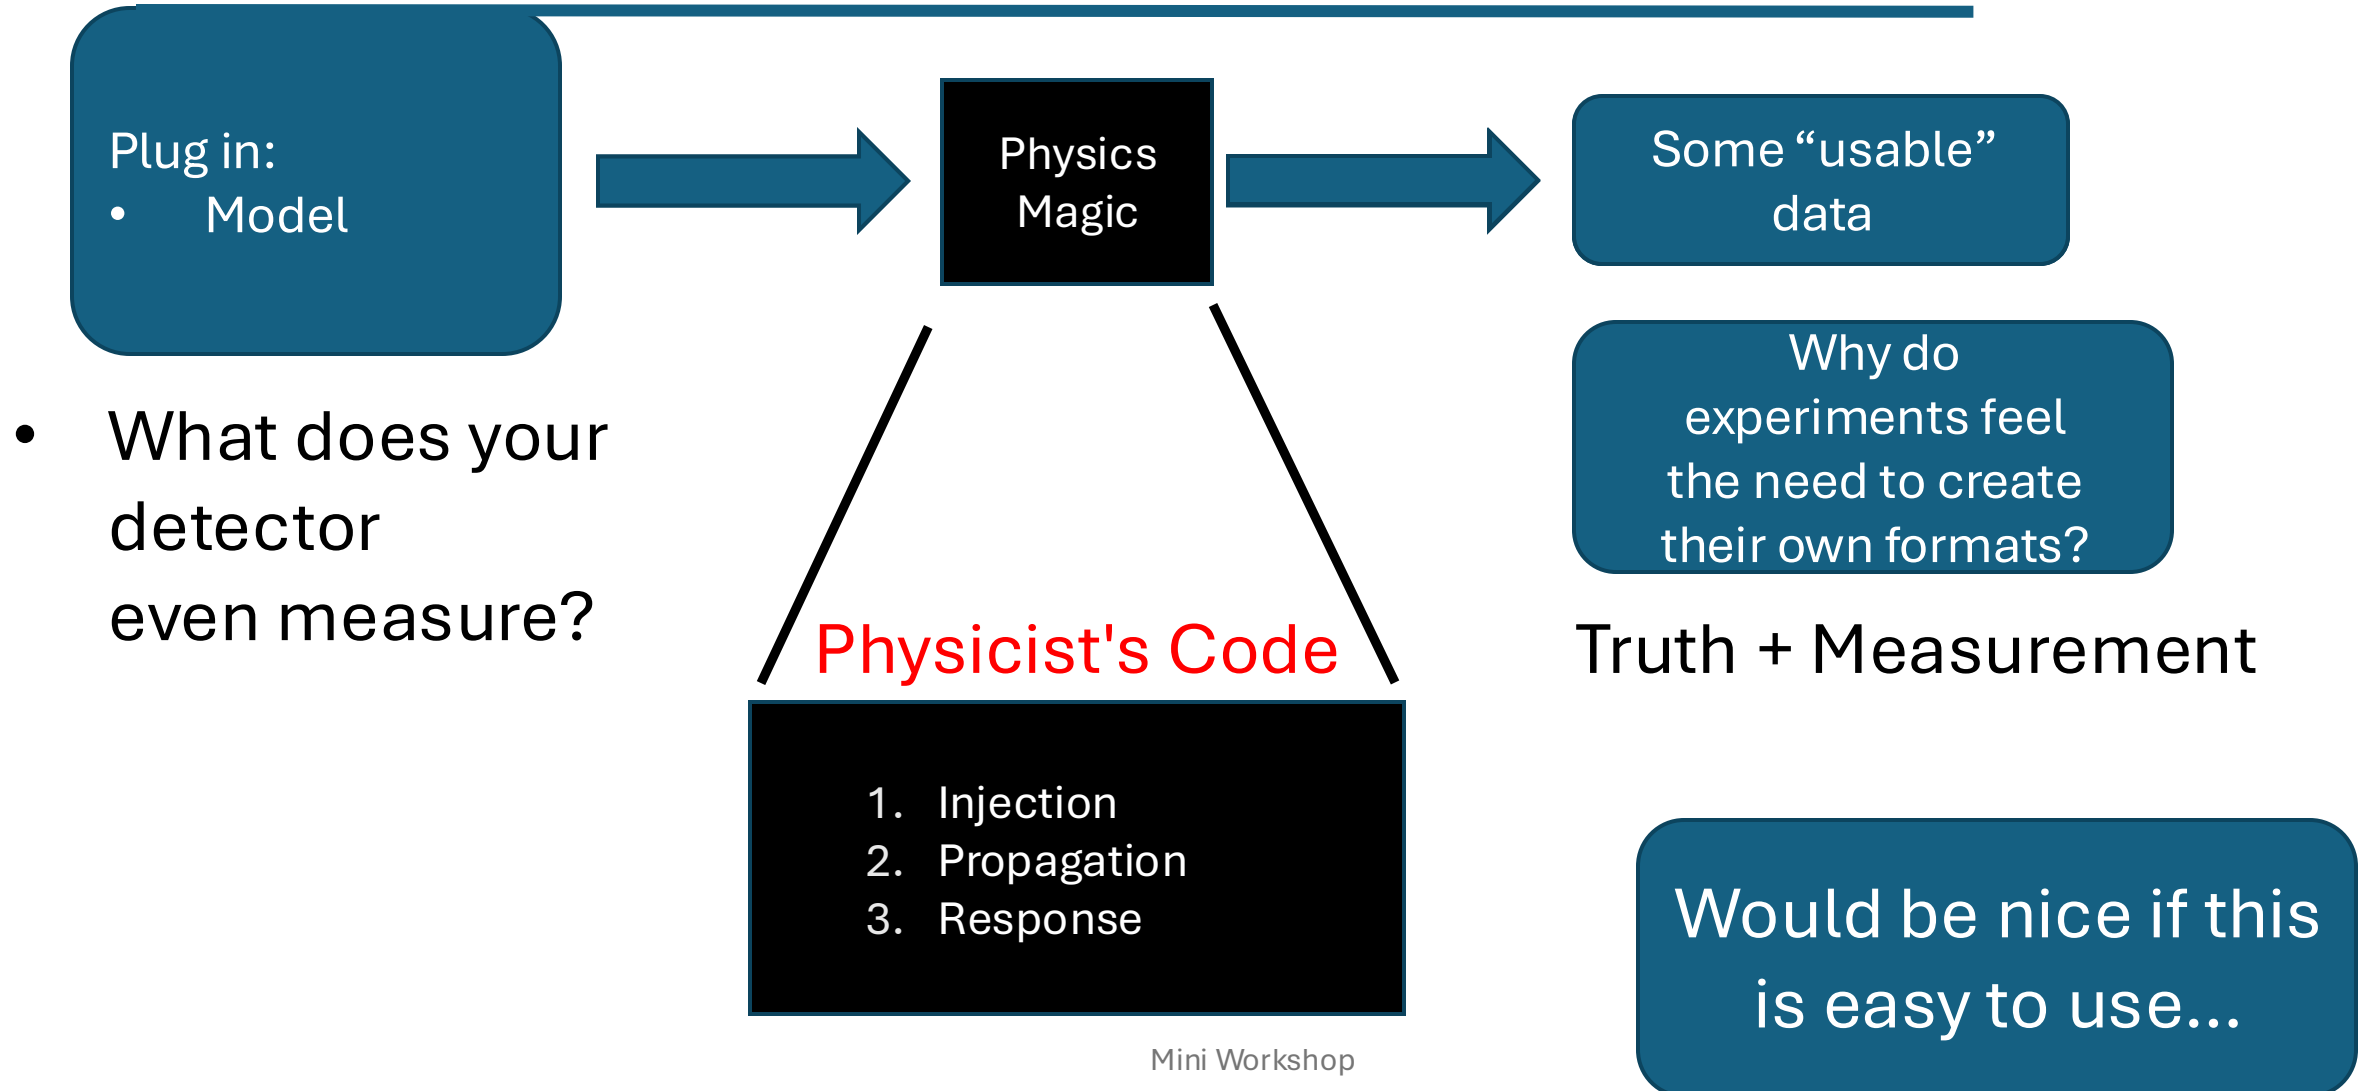 Plug in:
• Model
Physics
Magic
Some “usable”
data
• What does your
detector
even measure?
Why do
experiments feel
the need to create
their own formats?
Physicist's Code
Truth + Measurement
1. Injection
2. Propagation
3. Response
Would be nice if this
is easy to use...
Mini Workshop